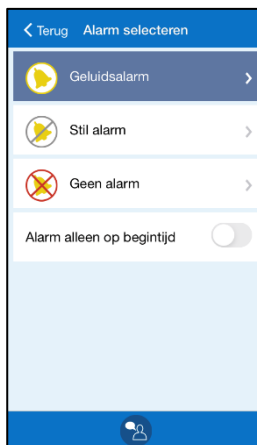 Terug Alarm selecteren
Geluidsalarm
Stil alarm
Geen alarm
Alarm alleen op begintijd